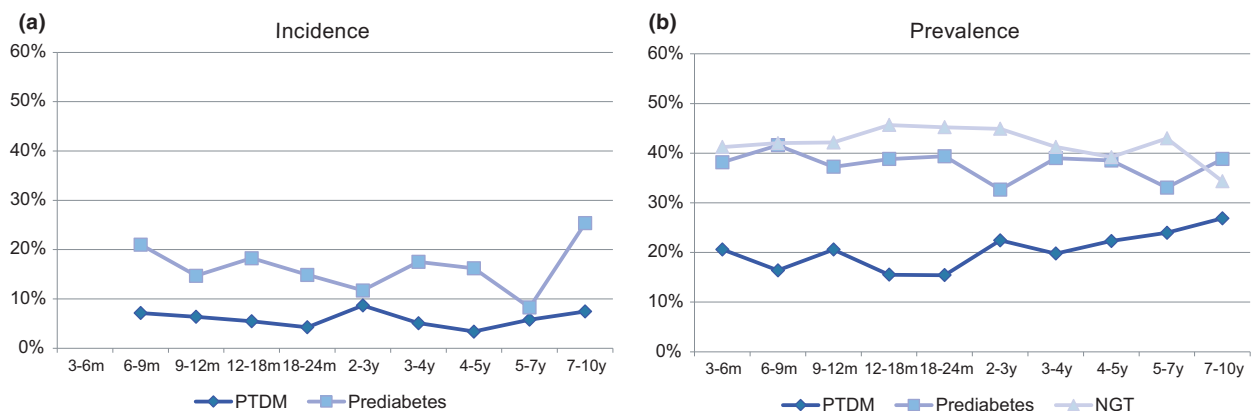 (a)
Incidence
60%
50%
40%
30%
20%
10%
0%
3-6m 6-9m 9-12m 12-18m 18-24m 2-3y 3-4y 4-5y 5-7y 7-10y
PTDM Prediabetes
(b)
Prevalence
60%
50%
40%
30%
20%
10%
0%
3-6m 6-9m 9-12m 12-18m 18-24m 2-3y 3-4y 4-5y 5-7y 7-10y
PTDM Prediabetes NGT